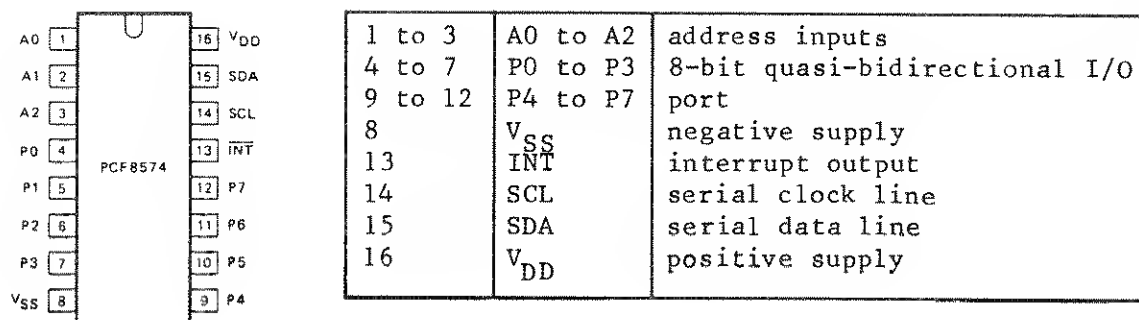 A0 1 16 VDD
A1 2 15 SDA
A2 3 14 SCL
P0 4 13 INT
PCF8574
P1 5 12 P7
P2 6 11 P6
P3 7 10 P5
VSS 8 9 P4
1 to 3 A0 to A2 address inputs
4 to 7 P0 to P3 8-bit quasi-bidirectional I/O
9 to 12 P4 to P7 port
8 VSS negative supply
13 INT interrupt output
14 SCL serial clock line
15 SDA serial data line
16 VDD positive supply